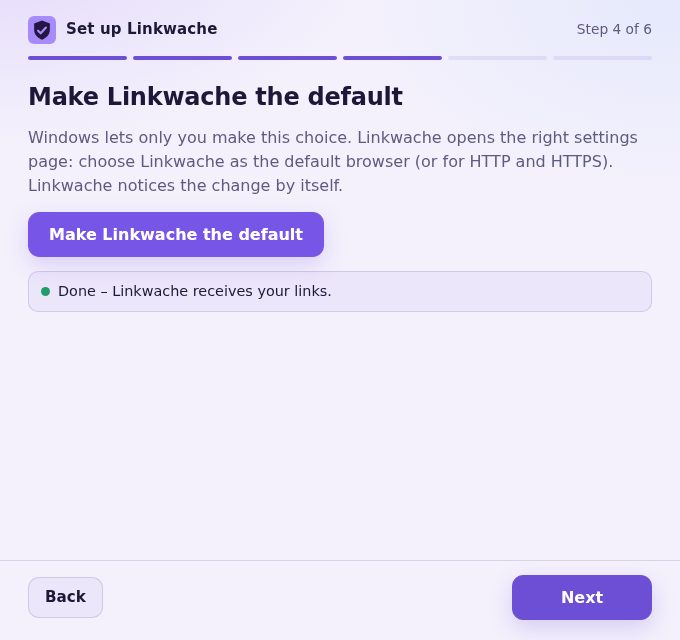 Set up Linkwache
Step 4 of 6
Make Linkwache the default
Windows lets only you make this choice. Linkwache opens the right settings
page: choose Linkwache as the default browser (or for HTTP and HTTPS).
Linkwache notices the change by itself.
Make Linkwache the default
Done – Linkwache receives your links.
Back
Next